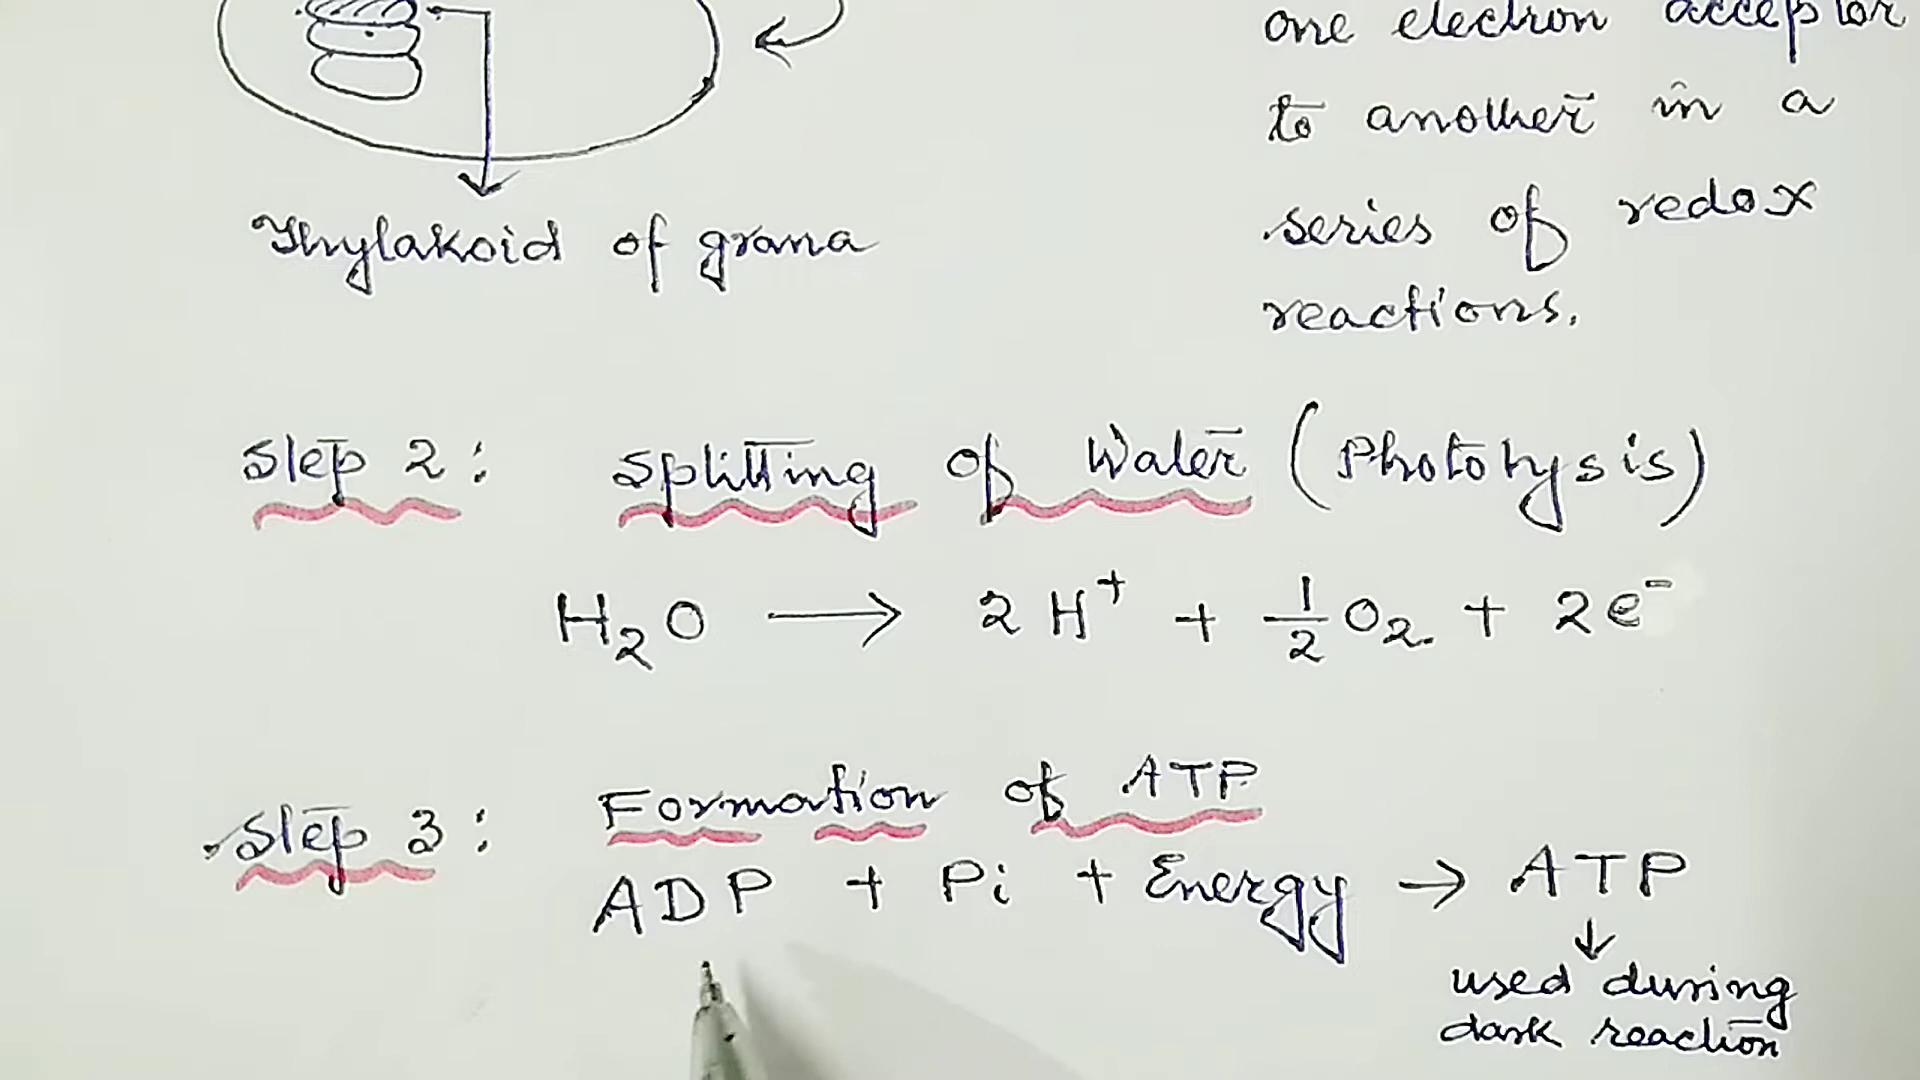 one electron acceptor
to another in a
series of redox
reactions.
Thylakoid of grana
Step 2: Splitting of Water (Photolysis)
H₂O → 2H⁺ + 1/2 O₂ + 2e⁻
Step 3: Formation of ATP
ADP + Pi + Energy → ATP
↓
used during
dark reaction